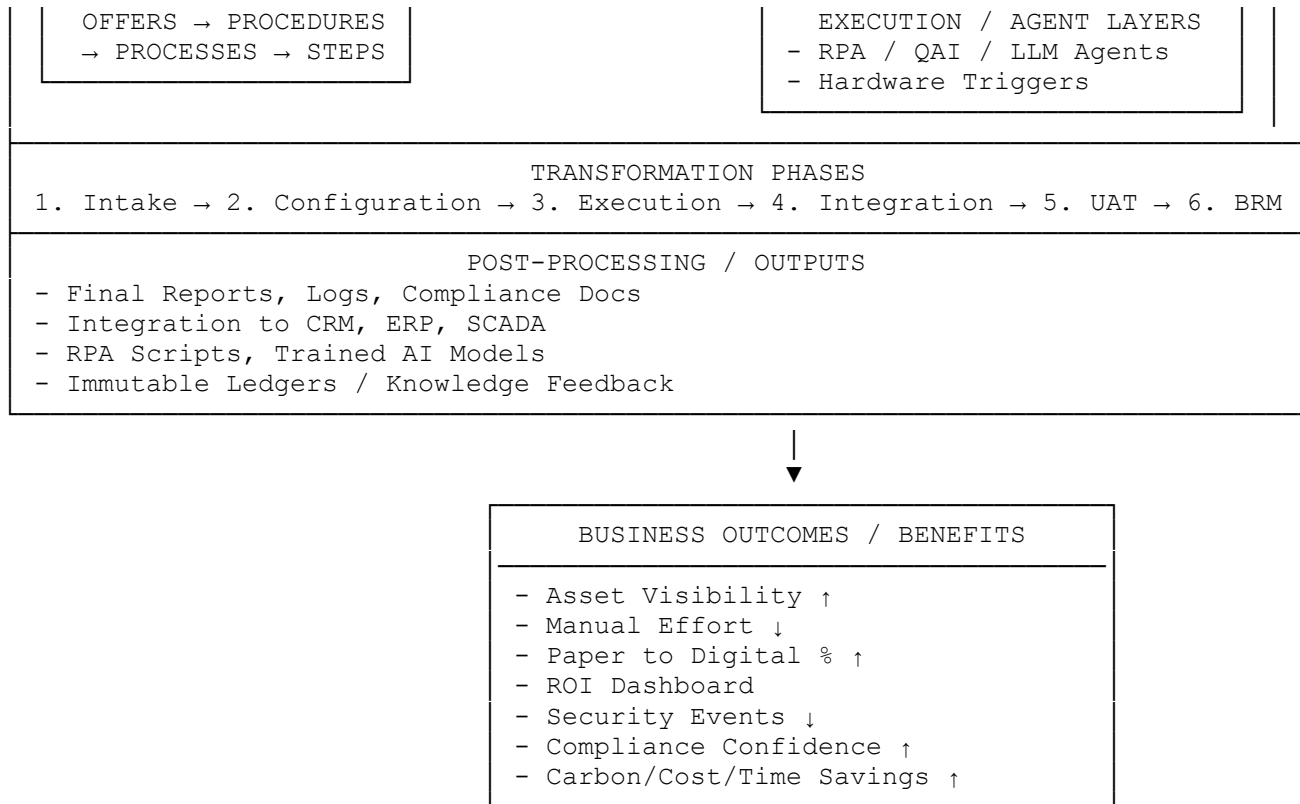 OFFERS → PROCEDURES
→ PROCESSES → STEPS
EXECUTION / AGENT LAYERS
- RPA / QAI / LLM Agents
- Hardware Triggers
TRANSFORMATION PHASES
1. Intake → 2. Configuration → 3. Execution → 4. Integration → 5. UAT → 6. BRM
POST-PROCESSING / OUTPUTS
- Final Reports, Logs, Compliance Docs
- Integration to CRM, ERP, SCADA
- RPA Scripts, Trained AI Models
- Immutable Ledgers / Knowledge Feedback
BUSINESS OUTCOMES / BENEFITS
- Asset Visibility ↑
- Manual Effort ↓
- Paper to Digital % ↑
- ROI Dashboard
- Security Events ↓
- Compliance Confidence ↑
- Carbon/Cost/Time Savings ↑